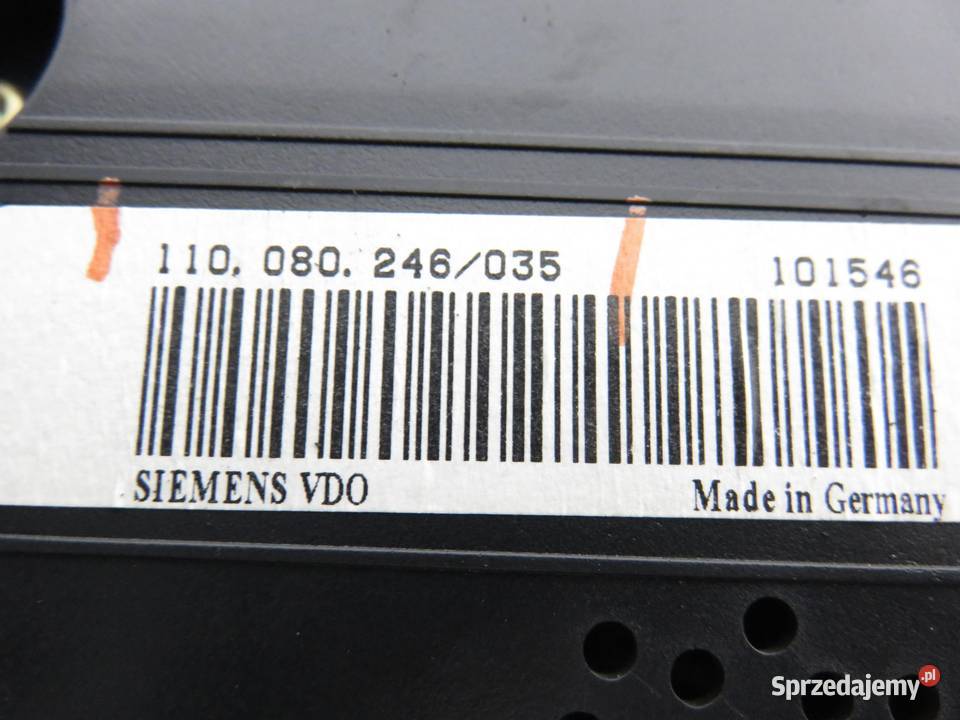 110. 080. 246/035 101546
SIEMENS VDO Made in Germany
Sprzedajemy.pl